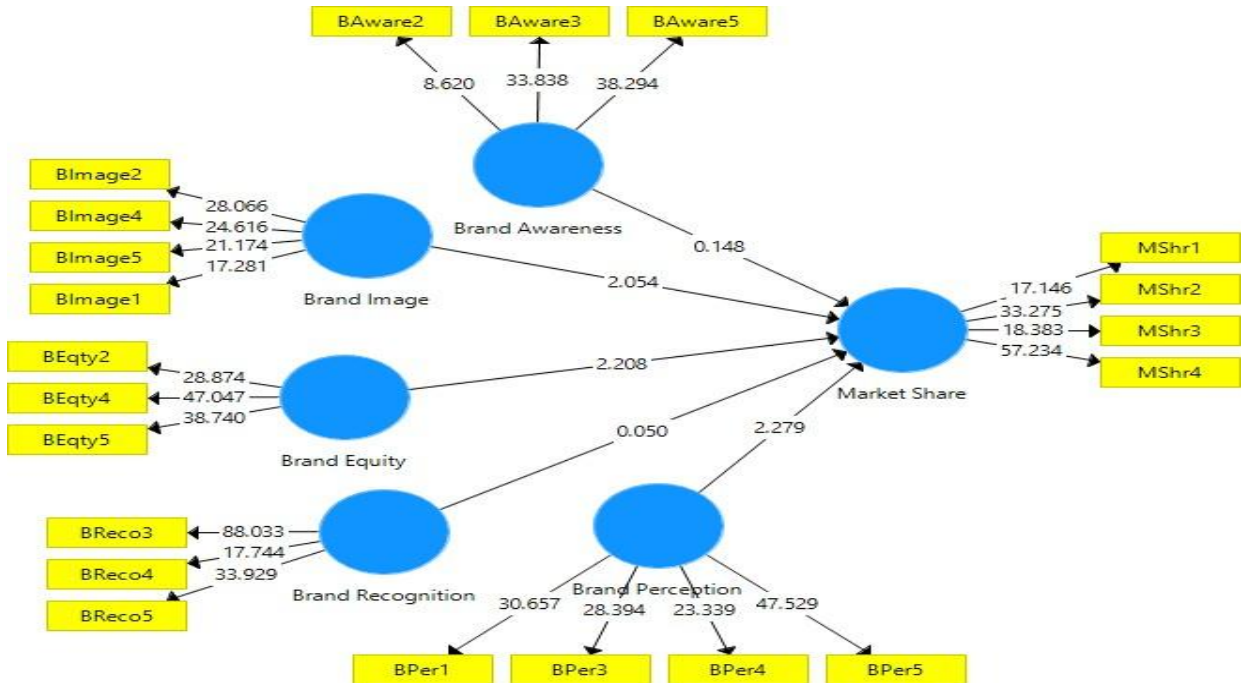 BAware2 BAware3 BAware5
8.620 33.838 38.294
Brand Awareness
BImage2
BImage4
BImage5
BImage1
28.066
24.616
21.174
17.281
Brand Image
0.148
2.054
BEqty2
BEqty4
BEqty5
28.874
47.047
38.740
Brand Equity
2.208
MShr1
MShr2
MShr3
MShr4
17.146
33.275
18.383
57.234
Market Share
0.050
2.279
BReco3
BReco4
BReco5
88.033
17.744
33.929
Brand Recognition
Brand Perception
30.657 28.394 23.339 47.529
BPer1 BPer3 BPer4 BPer5